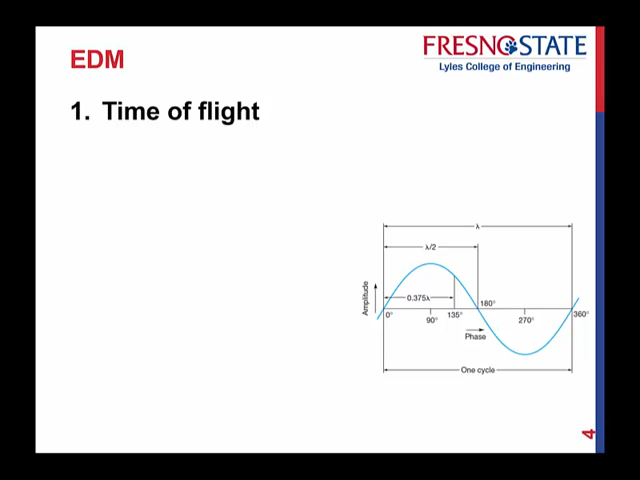 EDM
FRESNO STATE
Lyles College of Engineering
1. Time of flight
λ
λ/2
Amplitude
0.375λ
0°
90°
135°
180°
270°
360°
Phase
One cycle
4